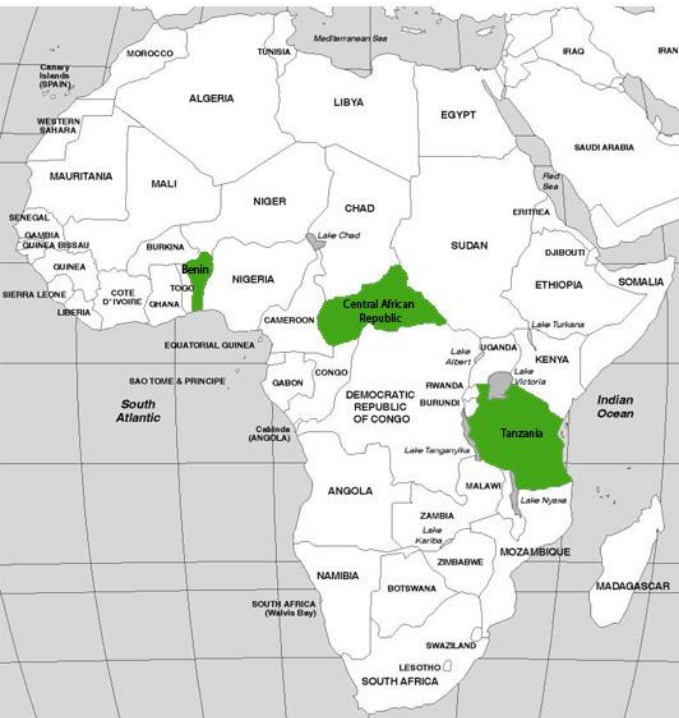 Mediterranean Sea
MOROCCO
TUNISIA
IRAQ
IRAN
Canary
Islands
(SPAIN)
ALGERIA
LIBYA
EGYPT
WESTERN
SAHARA
SAUDI ARABIA
MAURITANIA
MALI
NIGER
CHAD
Red
Sea
SENEGAL
ERITREA
GAMBIA
GUINEA BISSAU
Lake Chad
SUDAN
BURKINA
DJIBOUTI
GUINEA
Benin
NIGERIA
ETHIOPIA
SOMALIA
SIERRA LEONE
COTE
D'IVOIRE
TOGO
GHANA
LIBERIA
Central African
Republic
CAMEROON
Lake Turkana
EQUATORIAL GUINEA
UGANDA
KENYA
Lake
Albert
CONGO
Lake
Victoria
SAO TOME & PRINCIPE
GABON
RWANDA
DEMOCRATIC
REPUBLIC
OF CONGO
BURUNDI
South
Atlantic
Indian
Ocean
Cabinda
(ANGOLA)
Tanzania
Lake Tanganyika
ANGOLA
MALAWI
Lake Nyasa
ZAMBIA
Lake
Kariba
MOZAMBIQUE
ZIMBABWE
NAMIBIA
BOTSWANA
MADAGASCAR
SOUTH AFRICA
(Walvis Bay)
SWAZILAND
LESOTHO
SOUTH AFRICA